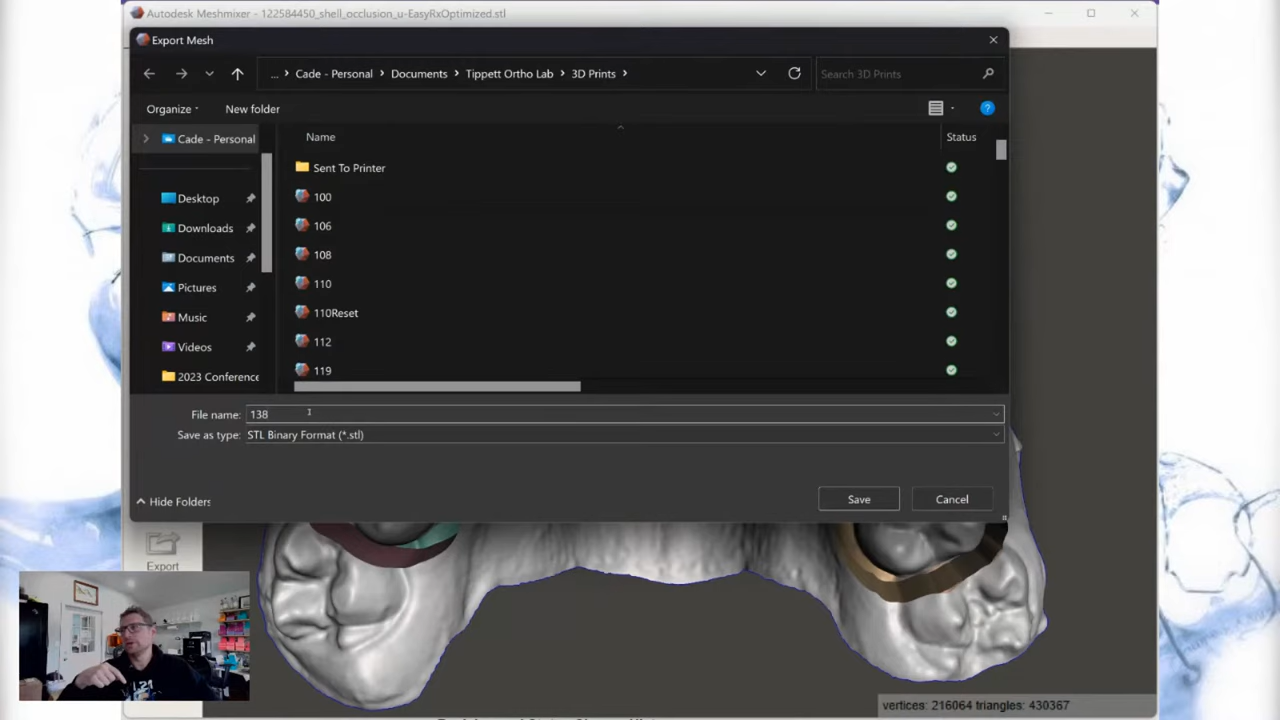 Autodesk Meshmixer - 122584450_shell_occlusion_u-EasyRxOptimized.stl
Export Mesh
... > Cade - Personal > Documents > Tippett Ortho Lab > 3D Prints >
Search 3D Prints
Organize
New folder
Name
Status
Cade - Personal
Desktop
Downloads
Documents
Pictures
Music
Videos
2023 Conference
Sent To Printer
100
106
108
110
110Reset
112
119
File name: 138
Save as type: STL Binary Format (*.stl)
Hide Folders
Save
Cancel
Export
vertices: 216064 triangles: 430367